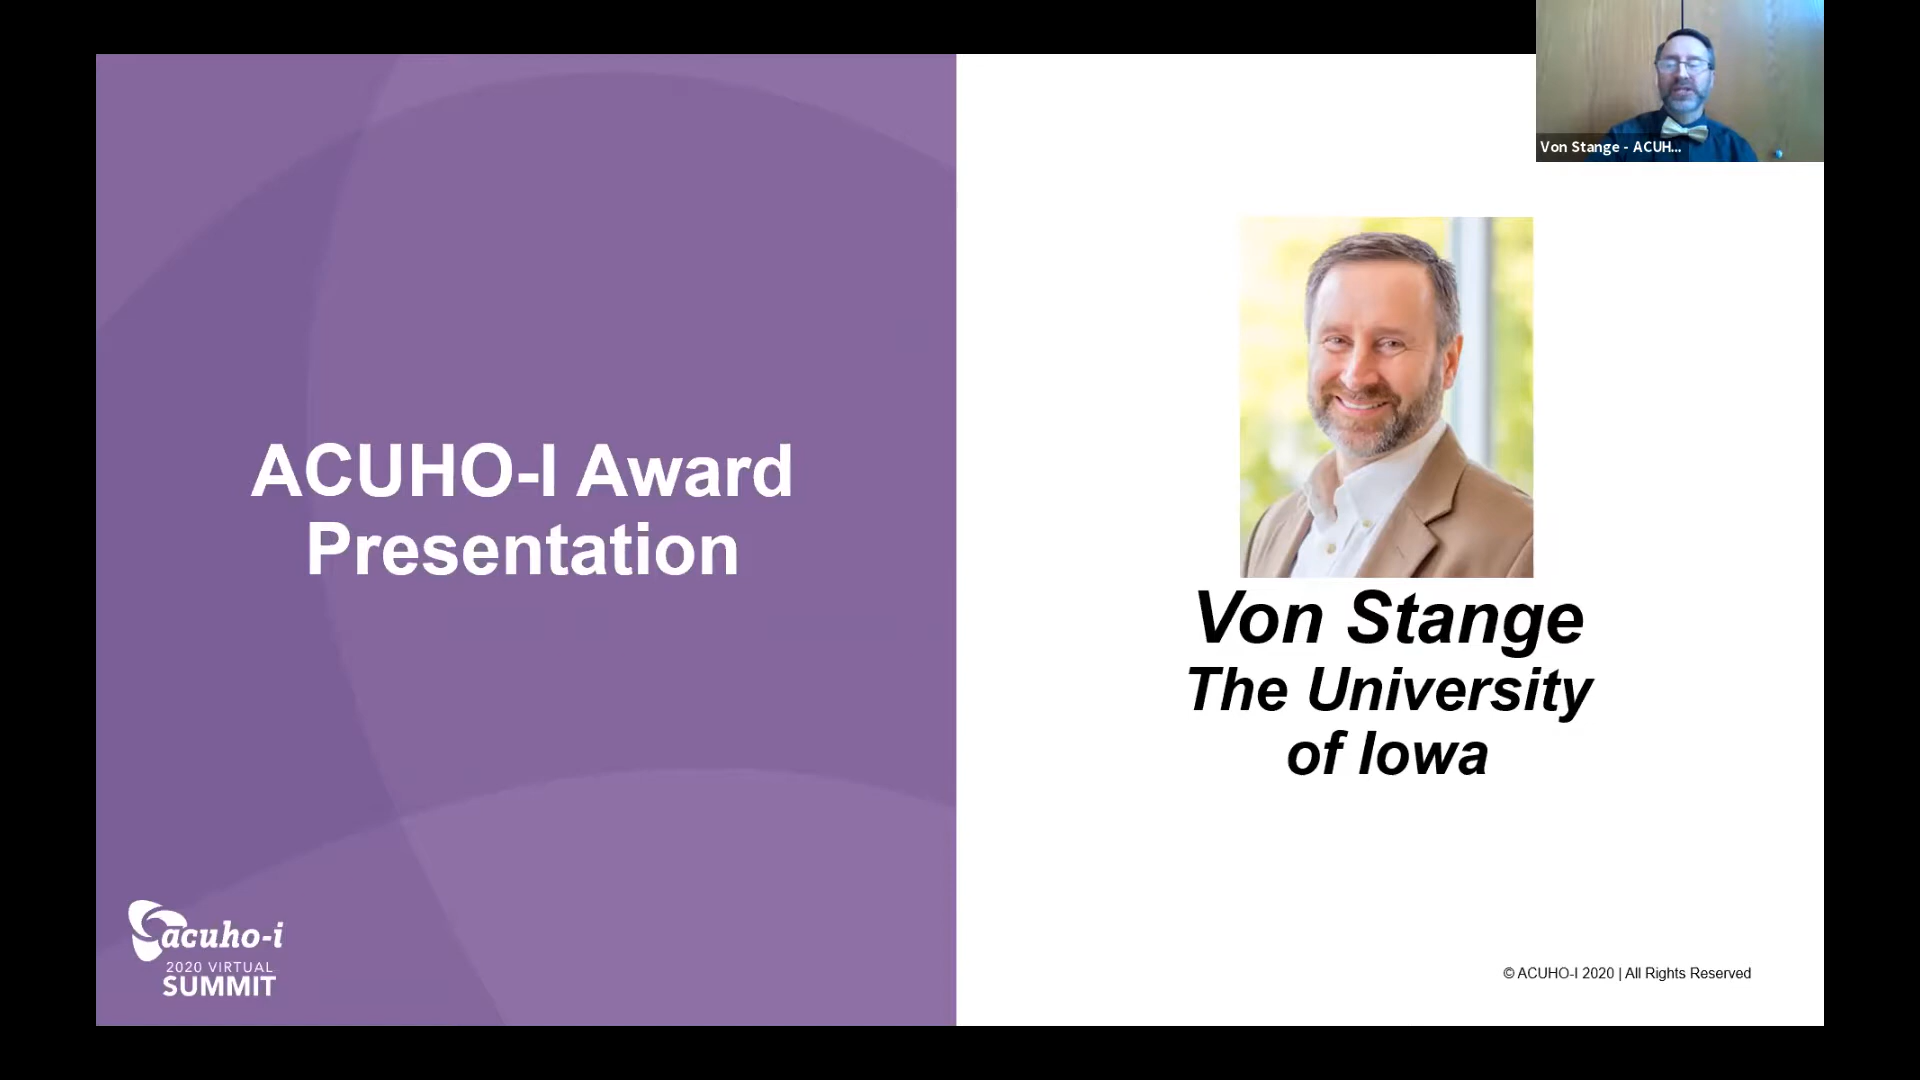 Von Stange - ACUH...
ACUHO-I Award
Presentation
Von Stange
The University
of Iowa
acuho-i
2020 VIRTUAL
SUMMIT
© ACUHO-I 2020 | All Rights Reserved